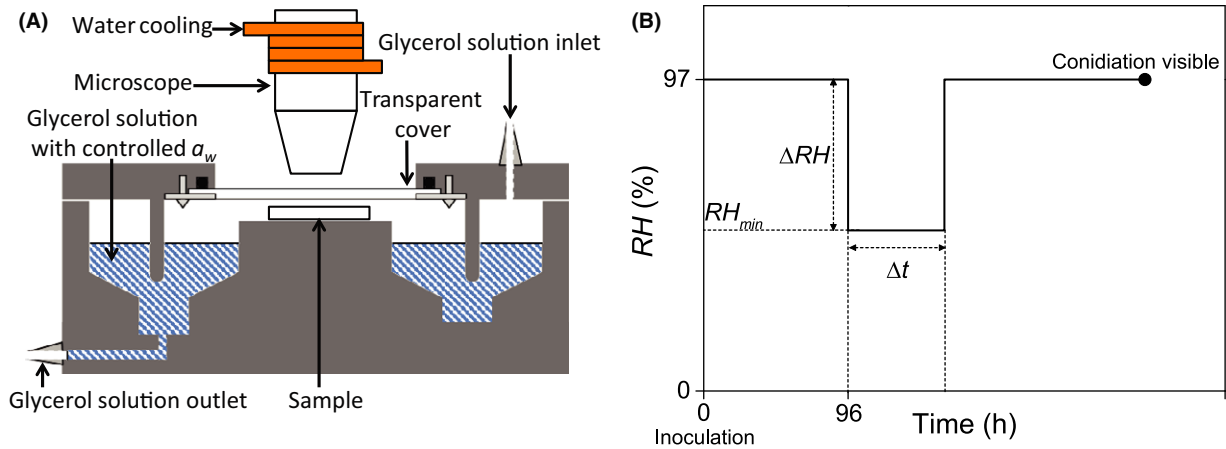 (A)
Water cooling
Glycerol solution inlet
Microscope
Transparent
cover
Glycerol solution
with controlled a_w
Glycerol solution outlet
Sample
(B)
97
Conidiation visible
ΔRH
RH (%)
RH_min
Δt
0
0
96
Time (h)
Inoculation